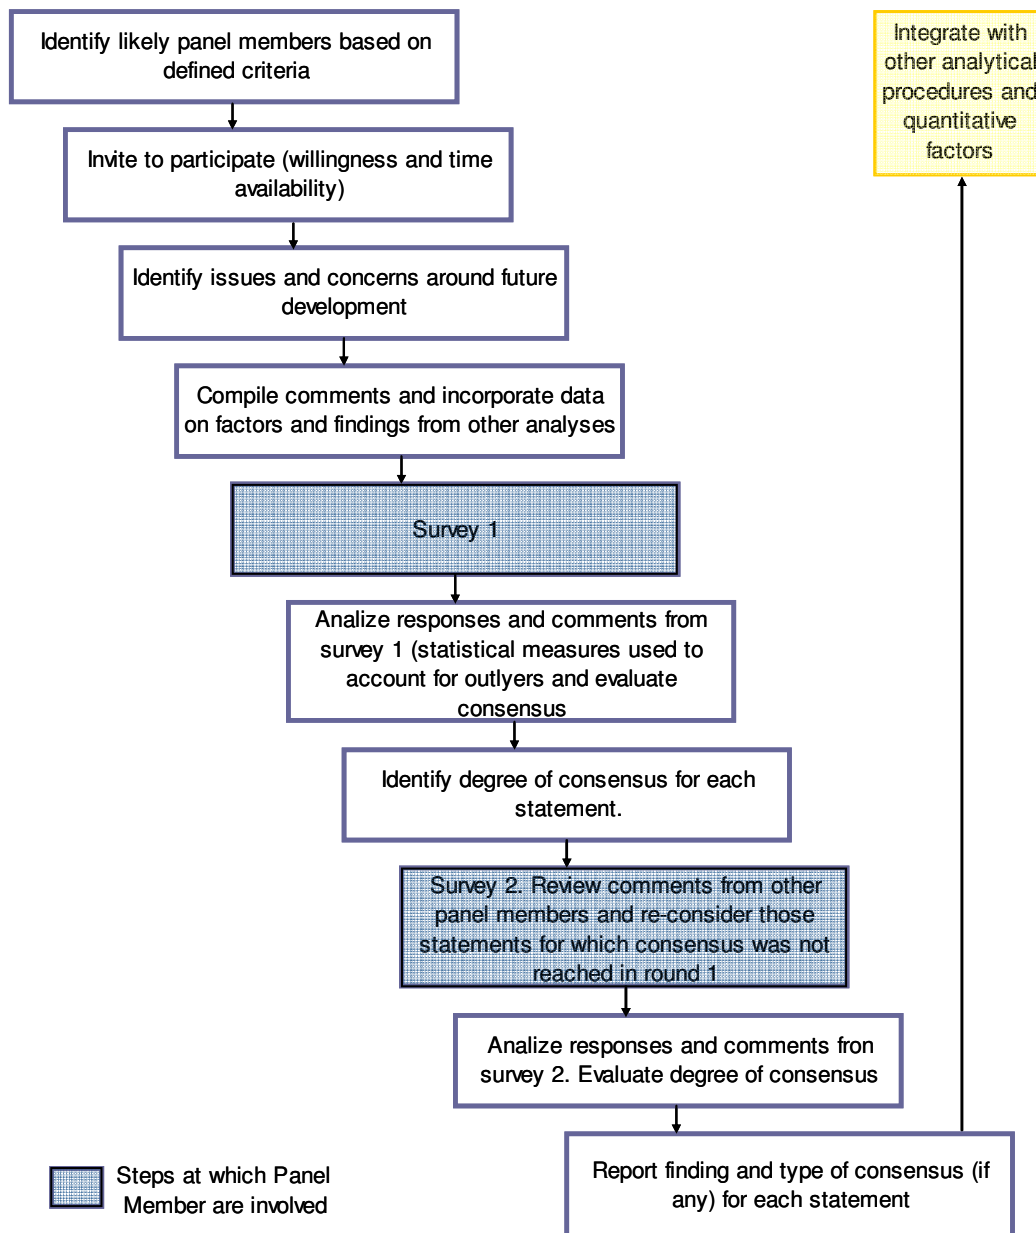 Identify likely panel members based on
defined criteria
Integrate with
other analytical
procedures and
quantitative
factors
Invite to participate (willingness and time
availability)
Identify issues and concerns around future
development
Compile comments and incorporate data
on factors and findings from other analyses
Survey 1
Analize responses and comments from
survey 1 (statistical measures used to
account for outlyers and evaluate
consensus
Identify degree of consensus for each
statement.
Survey 2. Review comments from other
panel members and re-consider those
statements for which consensus was not
reached in round 1
Analize responses and comments fron
survey 2. Evaluate degree of consensus
Report finding and type of consensus (if
any) for each statement
Steps at which Panel
Member are involved